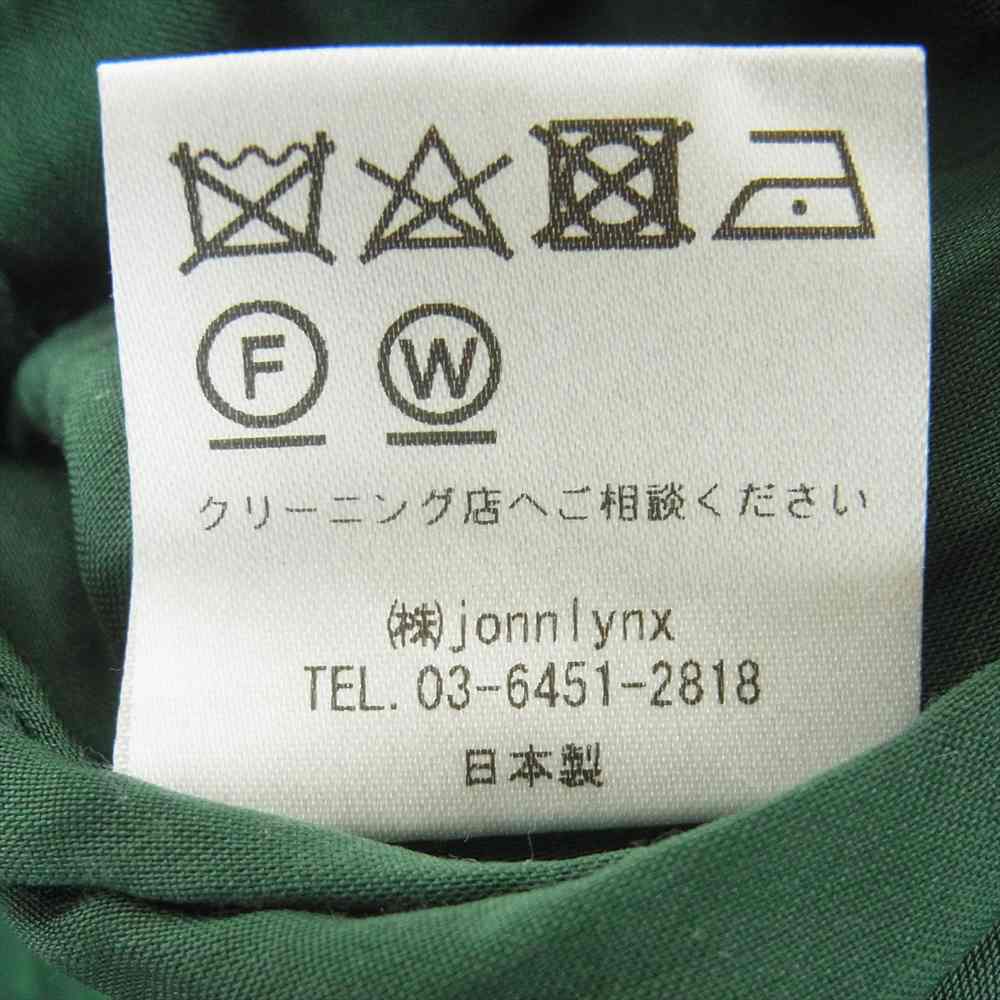 F W
クリーニング店へご相談ください
㈱jonnlynx
TEL. 03-6451-2818
日本製